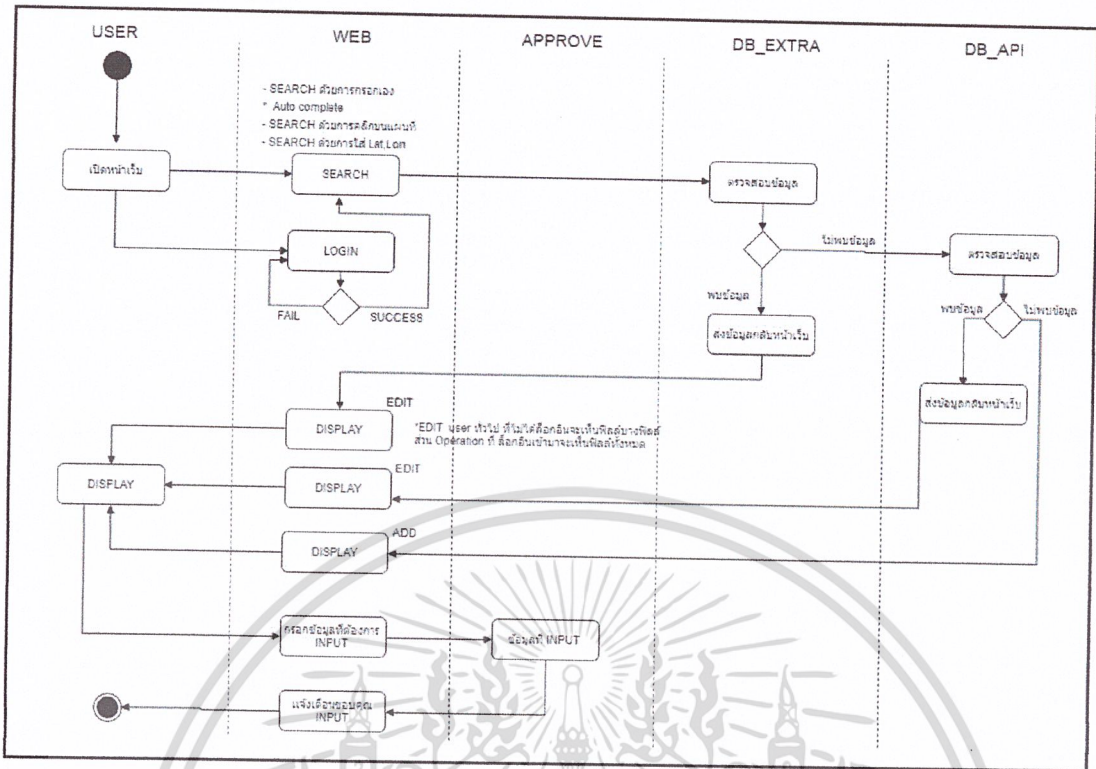 USER
WEB
APPROVE
DB_EXTRA
DB_API
- SEARCH ด้วยการกรอกเอง
* Auto complete
- SEARCH ด้วยการคลิกบนแผนที่
- SEARCH ด้วยการใส่ Lat,Lon
เปิดหน้าเว็บ
SEARCH
ตรวจสอบข้อมูล
LOGIN
ไม่พบข้อมูล
ตรวจสอบข้อมูล
FAIL
SUCCESS
พบข้อมูล
พบข้อมูล
ไม่พบข้อมูล
ส่งข้อมูลกลับหน้าเว็บ
ส่งข้อมูลกลับหน้าเว็บ
EDIT
DISPLAY
*EDIT user ทั่วไป ที่ไม่ได้ล็อกอินจะเห็นฟิลด์บางฟิลด์
ส่วน Operation ที่ ล็อกอินเข้ามาจะเห็นฟิลด์ทั้งหมด
EDIT
DISPLAY
DISPLAY
ADD
DISPLAY
กรอกข้อมูลที่ต้องการ
INPUT
ข้อมูลที่ INPUT
แจ้งเตือนขอบคุณ
INPUT